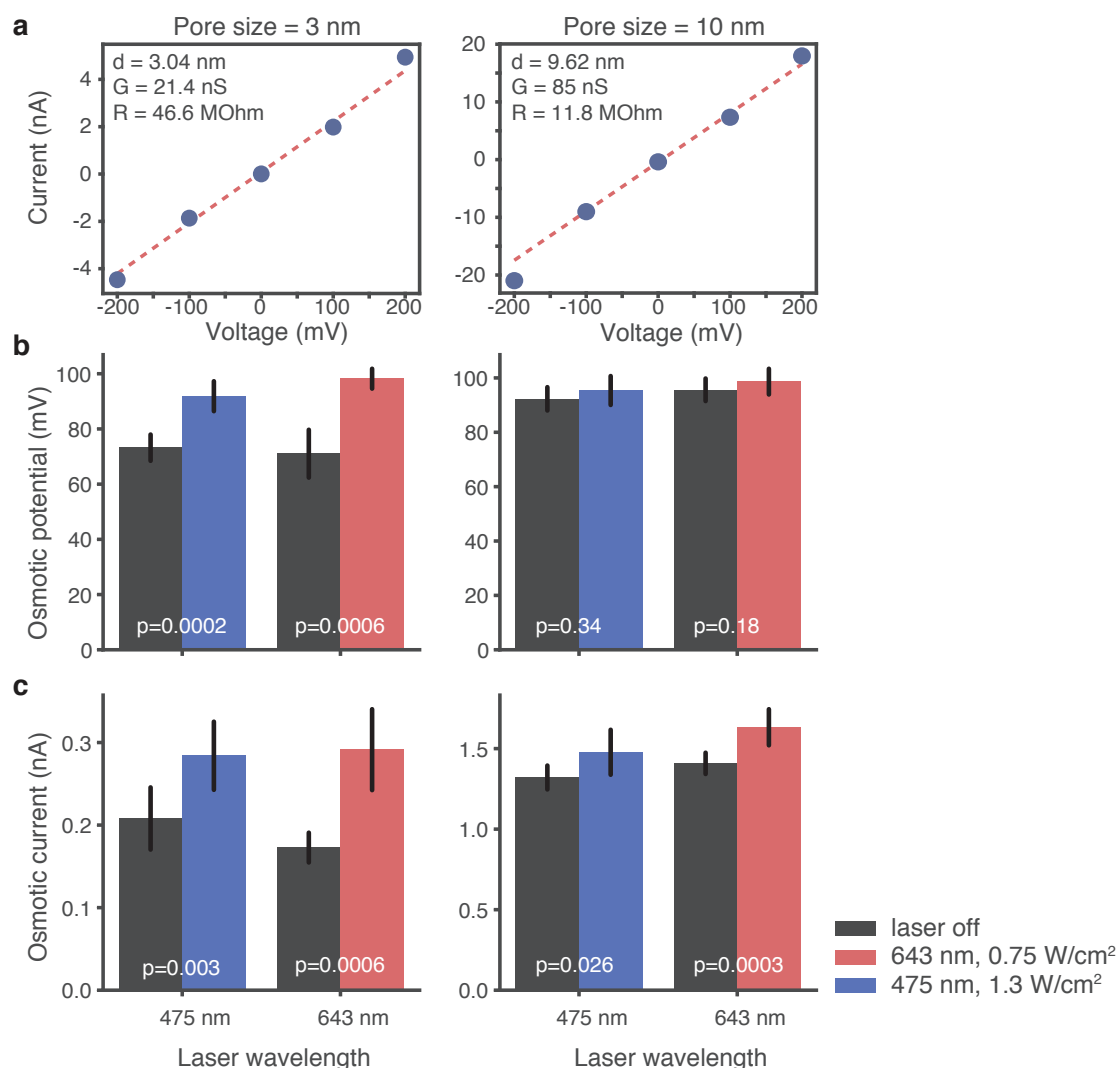 a
Pore size = 3 nm
Pore size = 10 nm
d = 3.04 nm
G = 21.4 nS
R = 46.6 MOhm
4
2
0
-2
-4
Current (nA)
-200
-100
0
100
200
Voltage (mV)
d = 9.62 nm
G = 85 nS
R = 11.8 MOhm
20
10
0
-10
-20
-200
-100
0
100
200
Voltage (mV)
b
Osmotic potential (mV)
100
80
60
40
20
0
p=0.0002
p=0.0006
100
80
60
40
20
0
p=0.34
p=0.18
c
Osmotic current (nA)
0.3
0.2
0.1
0.0
p=0.003
p=0.0006
475 nm
643 nm
Laser wavelength
1.5
1.0
0.5
0.0
p=0.026
p=0.0003
475 nm
643 nm
Laser wavelength
laser off
643 nm, 0.75 W/cm²
475 nm, 1.3 W/cm²